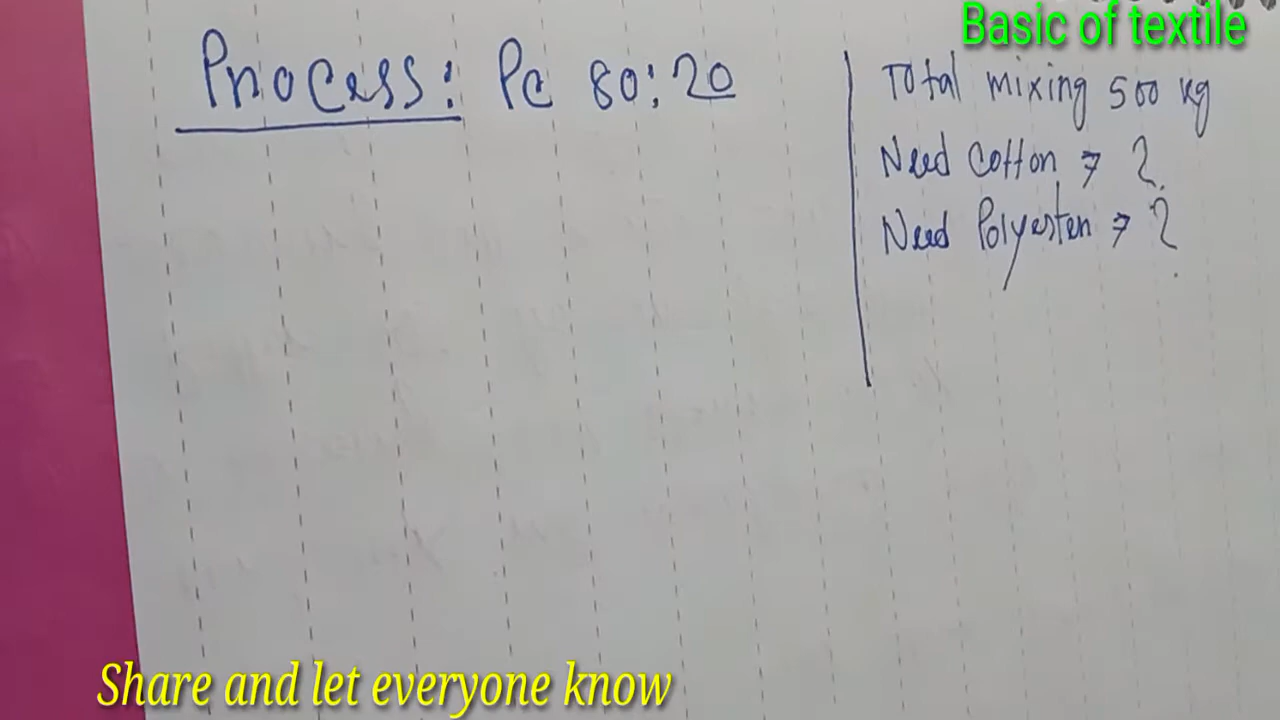 Basic of textile
Process: Pc 80:20
Total mixing 500 kg
Need Cotton → ?
Need Polyester → ?
Share and let everyone know